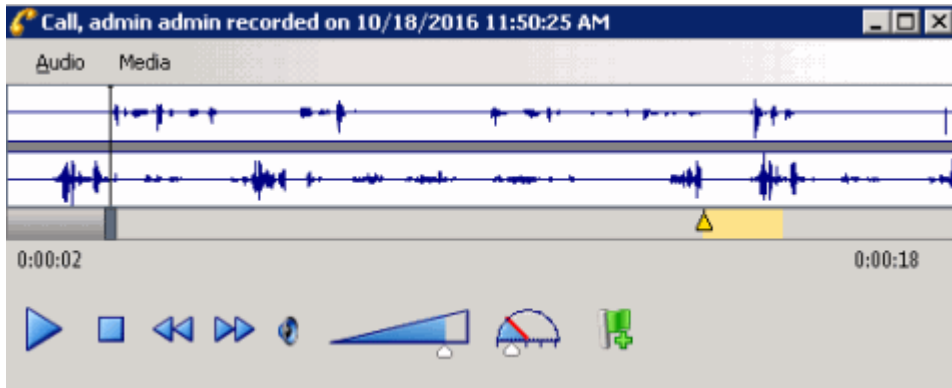 Call, admin admin recorded on 10/18/2016 11:50:25 AM
Audio Media
0:00:02 0:00:18